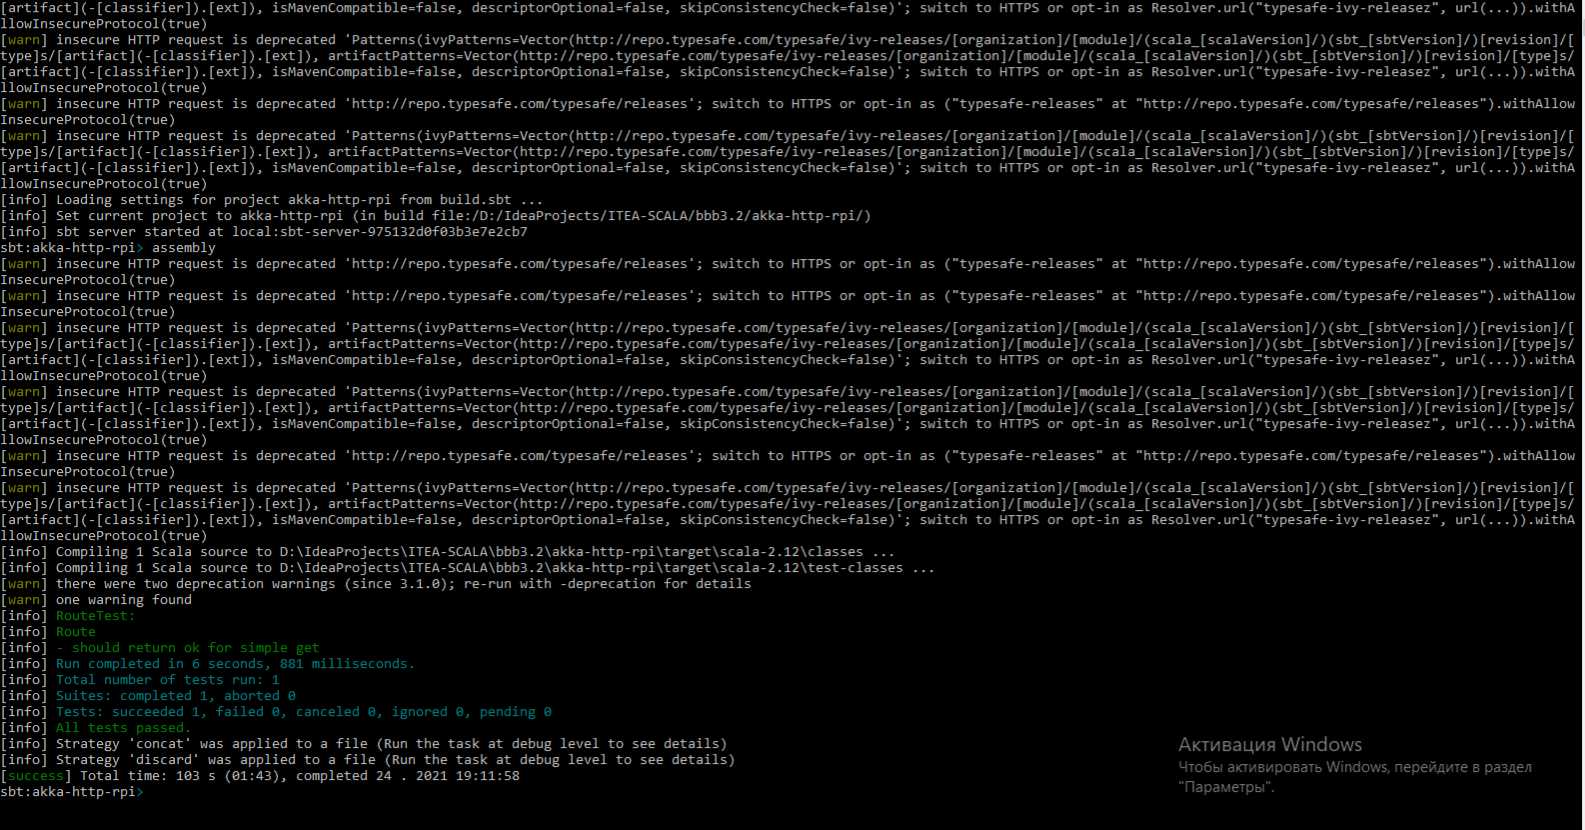 [artifact](-[classifier]).[ext]), isMavenCompatible=false, descriptorOptional=false, skipConsistencyCheck=false)'; switch to HTTPS or opt-in as Resolver.url("typesafe-ivy-releasez", url(...)).withA
llowInsecureProtocol(true)
[warn] insecure HTTP request is deprecated 'Patterns(ivyPatterns=Vector(http://repo.typesafe.com/typesafe/ivy-releases/[organization]/[module]/(scala_[scalaVersion]/)(sbt_[sbtVersion]/)[revision]/[
type]s/[artifact](-[classifier]).[ext]), artifactPatterns=Vector(http://repo.typesafe.com/typesafe/ivy-releases/[organization]/[module]/(scala_[scalaVersion]/)(sbt_[sbtVersion]/)[revision]/[type]s/
[artifact](-[classifier]).[ext]), isMavenCompatible=false, descriptorOptional=false, skipConsistencyCheck=false)'; switch to HTTPS or opt-in as Resolver.url("typesafe-ivy-releasez", url(...)).withA
llowInsecureProtocol(true)
[warn] insecure HTTP request is deprecated 'http://repo.typesafe.com/typesafe/releases'; switch to HTTPS or opt-in as ("typesafe-releases" at "http://repo.typesafe.com/typesafe/releases").withAllow
InsecureProtocol(true)
[warn] insecure HTTP request is deprecated 'Patterns(ivyPatterns=Vector(http://repo.typesafe.com/typesafe/ivy-releases/[organization]/[module]/(scala_[scalaVersion]/)(sbt_[sbtVersion]/)[revision]/[
type]s/[artifact](-[classifier]).[ext]), artifactPatterns=Vector(http://repo.typesafe.com/typesafe/ivy-releases/[organization]/[module]/(scala_[scalaVersion]/)(sbt_[sbtVersion]/)[revision]/[type]s/
[artifact](-[classifier]).[ext]), isMavenCompatible=false, descriptorOptional=false, skipConsistencyCheck=false)'; switch to HTTPS or opt-in as Resolver.url("typesafe-ivy-releasez", url(...)).withA
llowInsecureProtocol(true)
[info] Loading settings for project akka-http-rpi from build.sbt ...
[info] Set current project to akka-http-rpi (in build file:/D:/IdeaProjects/ITEA-SCALA/bbb3.2/akka-http-rpi/)
[info] sbt server started at local:sbt-server-975132d0f03b3e7e2cb7
sbt:akka-http-rpi> assembly
[warn] insecure HTTP request is deprecated 'http://repo.typesafe.com/typesafe/releases'; switch to HTTPS or opt-in as ("typesafe-releases" at "http://repo.typesafe.com/typesafe/releases").withAllow
InsecureProtocol(true)
[warn] insecure HTTP request is deprecated 'http://repo.typesafe.com/typesafe/releases'; switch to HTTPS or opt-in as ("typesafe-releases" at "http://repo.typesafe.com/typesafe/releases").withAllow
InsecureProtocol(true)
[warn] insecure HTTP request is deprecated 'Patterns(ivyPatterns=Vector(http://repo.typesafe.com/typesafe/ivy-releases/[organization]/[module]/(scala_[scalaVersion]/)(sbt_[sbtVersion]/)[revision]/[
type]s/[artifact](-[classifier]).[ext]), artifactPatterns=Vector(http://repo.typesafe.com/typesafe/ivy-releases/[organization]/[module]/(scala_[scalaVersion]/)(sbt_[sbtVersion]/)[revision]/[type]s/
[artifact](-[classifier]).[ext]), isMavenCompatible=false, descriptorOptional=false, skipConsistencyCheck=false)'; switch to HTTPS or opt-in as Resolver.url("typesafe-ivy-releasez", url(...)).withA
llowInsecureProtocol(true)
[warn] insecure HTTP request is deprecated 'Patterns(ivyPatterns=Vector(http://repo.typesafe.com/typesafe/ivy-releases/[organization]/[module]/(scala_[scalaVersion]/)(sbt_[sbtVersion]/)[revision]/[
type]s/[artifact](-[classifier]).[ext]), artifactPatterns=Vector(http://repo.typesafe.com/typesafe/ivy-releases/[organization]/[module]/(scala_[scalaVersion]/)(sbt_[sbtVersion]/)[revision]/[type]s/
[artifact](-[classifier]).[ext]), isMavenCompatible=false, descriptorOptional=false, skipConsistencyCheck=false)'; switch to HTTPS or opt-in as Resolver.url("typesafe-ivy-releasez", url(...)).withA
llowInsecureProtocol(true)
[warn] insecure HTTP request is deprecated 'http://repo.typesafe.com/typesafe/releases'; switch to HTTPS or opt-in as ("typesafe-releases" at "http://repo.typesafe.com/typesafe/releases").withAllow
InsecureProtocol(true)
[warn] insecure HTTP request is deprecated 'Patterns(ivyPatterns=Vector(http://repo.typesafe.com/typesafe/ivy-releases/[organization]/[module]/(scala_[scalaVersion]/)(sbt_[sbtVersion]/)[revision]/[
type]s/[artifact](-[classifier]).[ext]), artifactPatterns=Vector(http://repo.typesafe.com/typesafe/ivy-releases/[organization]/[module]/(scala_[scalaVersion]/)(sbt_[sbtVersion]/)[revision]/[type]s/
[artifact](-[classifier]).[ext]), isMavenCompatible=false, descriptorOptional=false, skipConsistencyCheck=false)'; switch to HTTPS or opt-in as Resolver.url("typesafe-ivy-releasez", url(...)).withA
llowInsecureProtocol(true)
[info] Compiling 1 Scala source to D:\IdeaProjects\ITEA-SCALA\bbb3.2\akka-http-rpi\target\scala-2.12\classes ...
[info] Compiling 1 Scala source to D:\IdeaProjects\ITEA-SCALA\bbb3.2\akka-http-rpi\target\scala-2.12\test-classes ...
[warn] there were two deprecation warnings (since 3.1.0); re-run with -deprecation for details
[warn] one warning found
[info] RouteTest:
[info] Route
[info] - should return ok for simple get
[info] Run completed in 6 seconds, 881 milliseconds.
[info] Total number of tests run: 1
[info] Suites: completed 1, aborted 0
[info] Tests: succeeded 1, failed 0, canceled 0, ignored 0, pending 0
[info] All tests passed.
[info] Strategy 'concat' was applied to a file (Run the task at debug level to see details)
[info] Strategy 'discard' was applied to a file (Run the task at debug level to see details)
[success] Total time: 103 s (01:43), completed 24 . 2021 19:11:58
sbt:akka-http-rpi>
Активация Windows
Чтобы активировать Windows, перейдите в раздел
"Параметры".